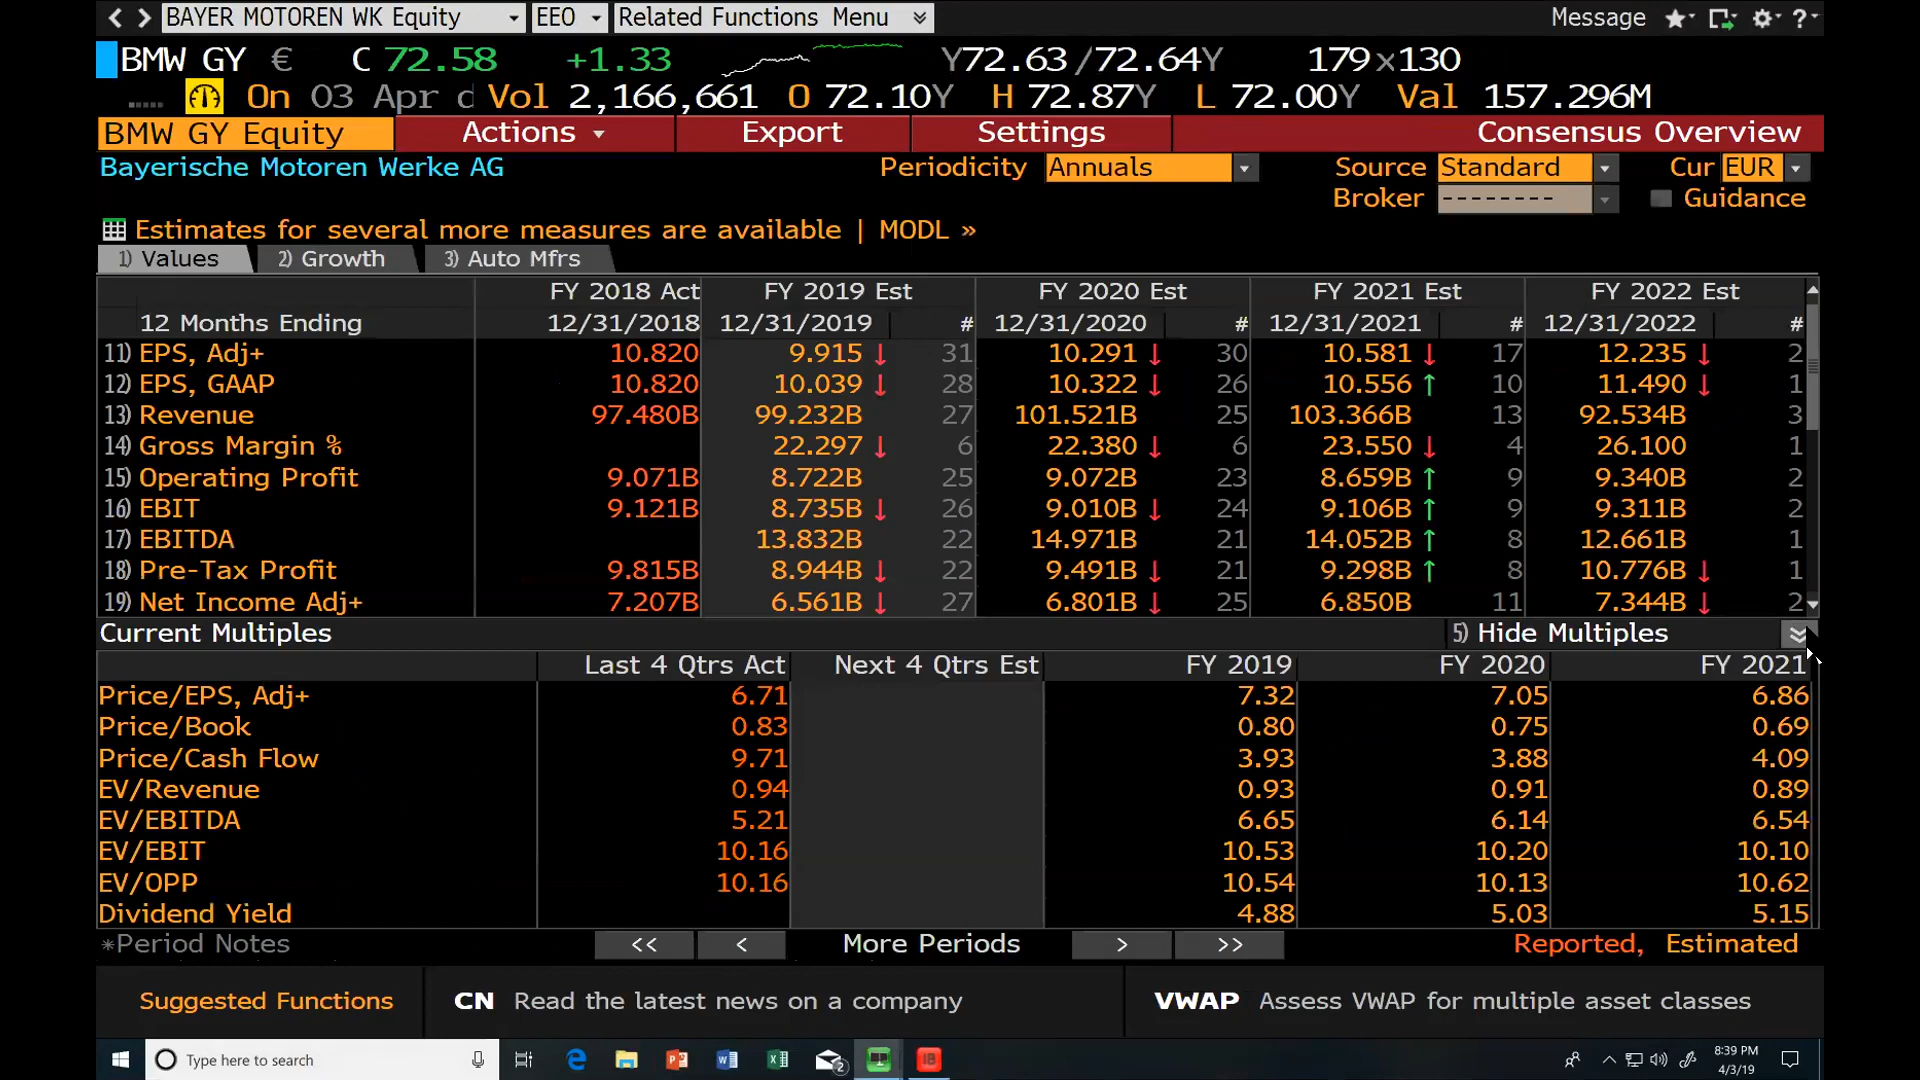 BAYER MOTOREN WK Equity EEO Related Functions Menu Message ?
BMW GY € C 72.58 +1.33 Y72.63 /72.64Y 179x130
On 03 Apr d Vol 2,166,661 O 72.10Y H 72.87Y L 72.00Y Val 157.296M
BMW GY Equity Actions Export Settings Consensus Overview
Bayerische Motoren Werke AG Periodicity Annuals Source Standard Cur EUR
Broker -------- Guidance
Estimates for several more measures are available | MODL »
1) Values 2) Growth 3) Auto Mfrs
FY 2018 Act FY 2019 Est FY 2020 Est FY 2021 Est FY 2022 Est
12 Months Ending 12/31/2018 12/31/2019 # 12/31/2020 # 12/31/2021 # 12/31/2022 #
11) EPS, Adj+ 10.820 9.915 ↓ 31 10.291 ↓ 30 10.581 ↓ 17 12.235 ↓ 2
12) EPS, GAAP 10.820 10.039 ↓ 28 10.322 ↓ 26 10.556 ↑ 10 11.490 ↓ 1
13) Revenue 97.480B 99.232B 27 101.521B 25 103.366B 13 92.534B 3
14) Gross Margin % 22.297 ↓ 6 22.380 ↓ 6 23.550 ↓ 4 26.100 1
15) Operating Profit 9.071B 8.722B 25 9.072B 23 8.659B ↑ 9 9.340B 2
16) EBIT 9.121B 8.735B ↓ 26 9.010B ↓ 24 9.106B ↑ 9 9.311B 2
17) EBITDA 13.832B 22 14.971B 21 14.052B ↑ 8 12.661B 1
18) Pre-Tax Profit 9.815B 8.944B ↓ 22 9.491B ↓ 21 9.298B ↑ 8 10.776B ↓ 1
19) Net Income Adj+ 7.207B 6.561B ↓ 27 6.801B ↓ 25 6.850B 11 7.344B ↓ 2
Current Multiples 5) Hide Multiples
Last 4 Qtrs Act Next 4 Qtrs Est FY 2019 FY 2020 FY 2021
Price/EPS, Adj+ 6.71 7.32 7.05 6.86
Price/Book 0.83 0.80 0.75 0.69
Price/Cash Flow 9.71 3.93 3.88 4.09
EV/Revenue 0.94 0.93 0.91 0.89
EV/EBITDA 5.21 6.65 6.14 6.54
EV/EBIT 10.16 10.53 10.20 10.10
EV/OPP 10.16 10.54 10.13 10.62
Dividend Yield 4.88 5.03 5.15
*Period Notes << < More Periods > >> Reported, Estimated
Suggested Functions CN Read the latest news on a company VWAP Assess VWAP for multiple asset classes
Type here to search 2 IB 8:39 PM
4/3/19